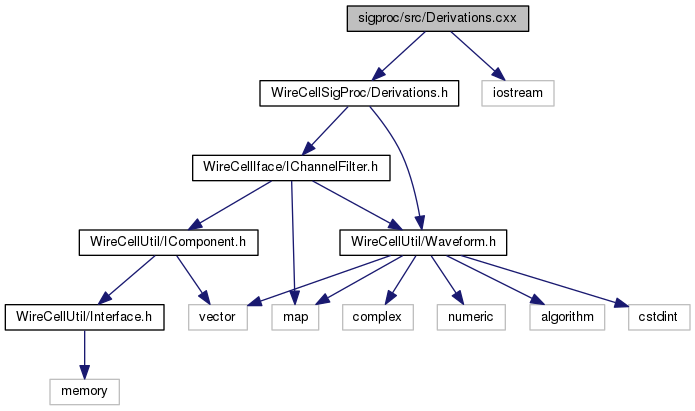 sigproc/src/Derivations.cxx
WireCellSigProc/Derivations.h
iostream
WireCellIface/IChannelFilter.h
WireCellUtil/IComponent.h
WireCellUtil/Waveform.h
WireCellUtil/Interface.h
vector
map
complex
numeric
algorithm
cstdint
memory